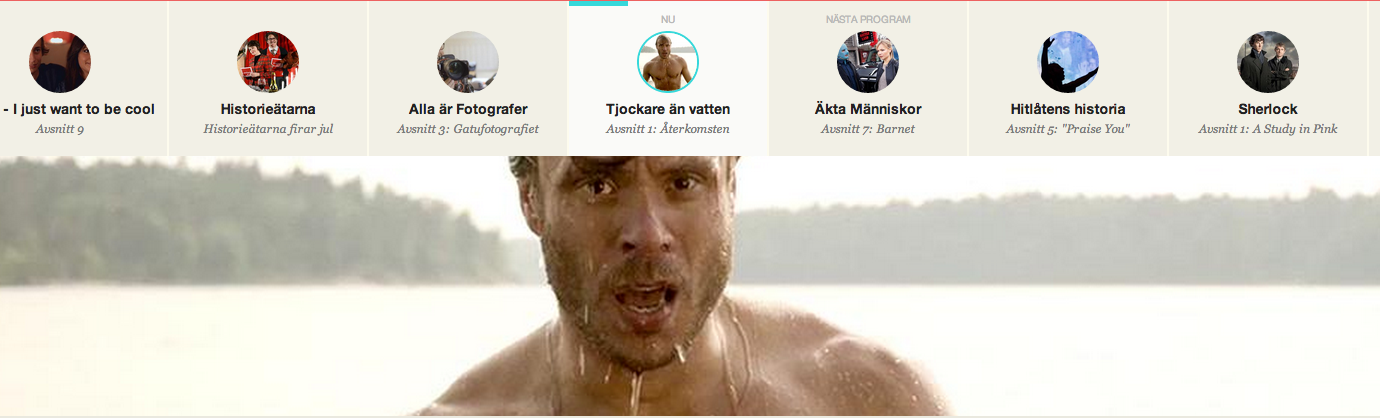 - I just want to be cool
Avsnitt 9
Historieätarna
Historieätarna firar jul
Alla är Fotografer
Avsnitt 3: Gatufotografiet
NU
Tjockare än vatten
Avsnitt 1: Återkomsten
NÄSTA PROGRAM
Äkta Människor
Avsnitt 7: Barnet
Hitlåtens historia
Avsnitt 5: "Praise You"
Sherlock
Avsnitt 1: A Study in Pink